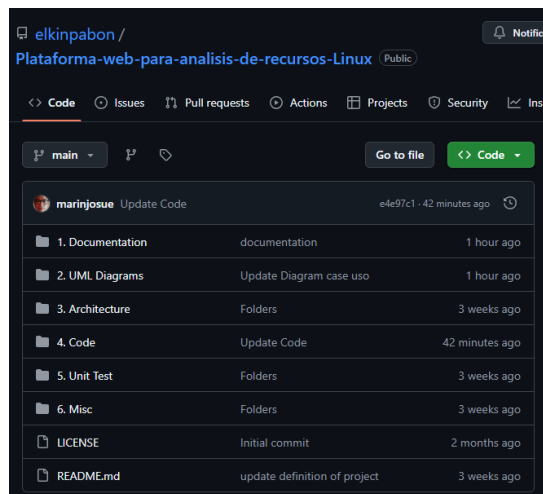 elkinpabon /
Notific
Plataforma-web-para-analisis-de-recursos-Linux Public
Code Issues Pull requests Actions Projects Security Ins
main Go to file Code
marinjosue Update Code e4e97c1 · 42 minutes ago
1. Documentation documentation 1 hour ago
2. UML Diagrams Update Diagram case uso 1 hour ago
3. Architecture Folders 3 weeks ago
4. Code Update Code 42 minutes ago
5. Unit Test Folders 3 weeks ago
6. Misc Folders 3 weeks ago
LICENSE Initial commit 2 months ago
README.md update definition of project 3 weeks ago